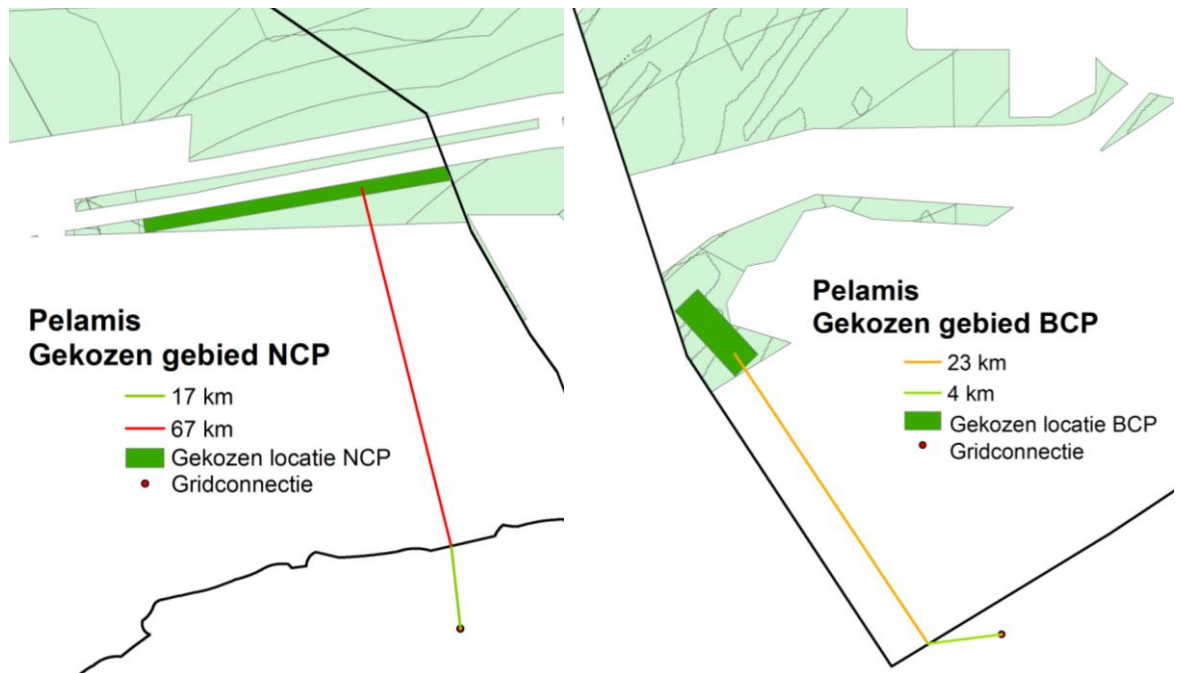 Pelamis
Gekozen gebied NCP
17 km
67 km
Gekozen locatie NCP
Gridconnectie
Pelamis
Gekozen gebied BCP
23 km
4 km
Gekozen locatie BCP
Gridconnectie